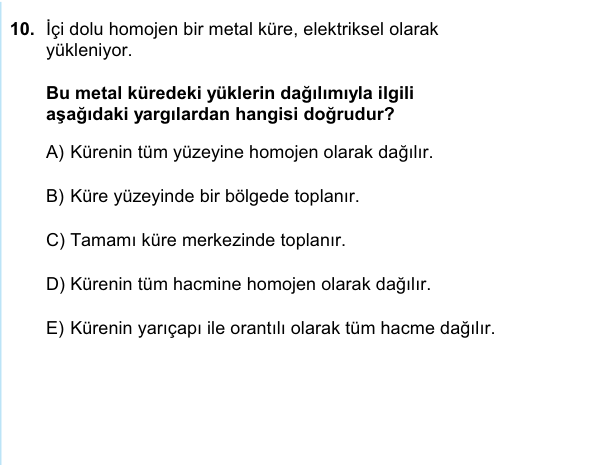 10. İçi dolu homojen bir metal küre, elektriksel olarak
yükleniyor.
Bu metal küredeki yüklerin dağılımıyla ilgili
aşağıdaki yargılardan hangisi doğrudur?
A) Kürenin tüm yüzeyine homojen olarak dağılır.
B) Küre yüzeyinde bir bölgede toplanır.
C) Tamamı küre merkezinde toplanır.
D) Kürenin tüm hacmine homojen olarak dağılır.
E) Kürenin yarıçapı ile orantılı olarak tüm hacme dağılır.